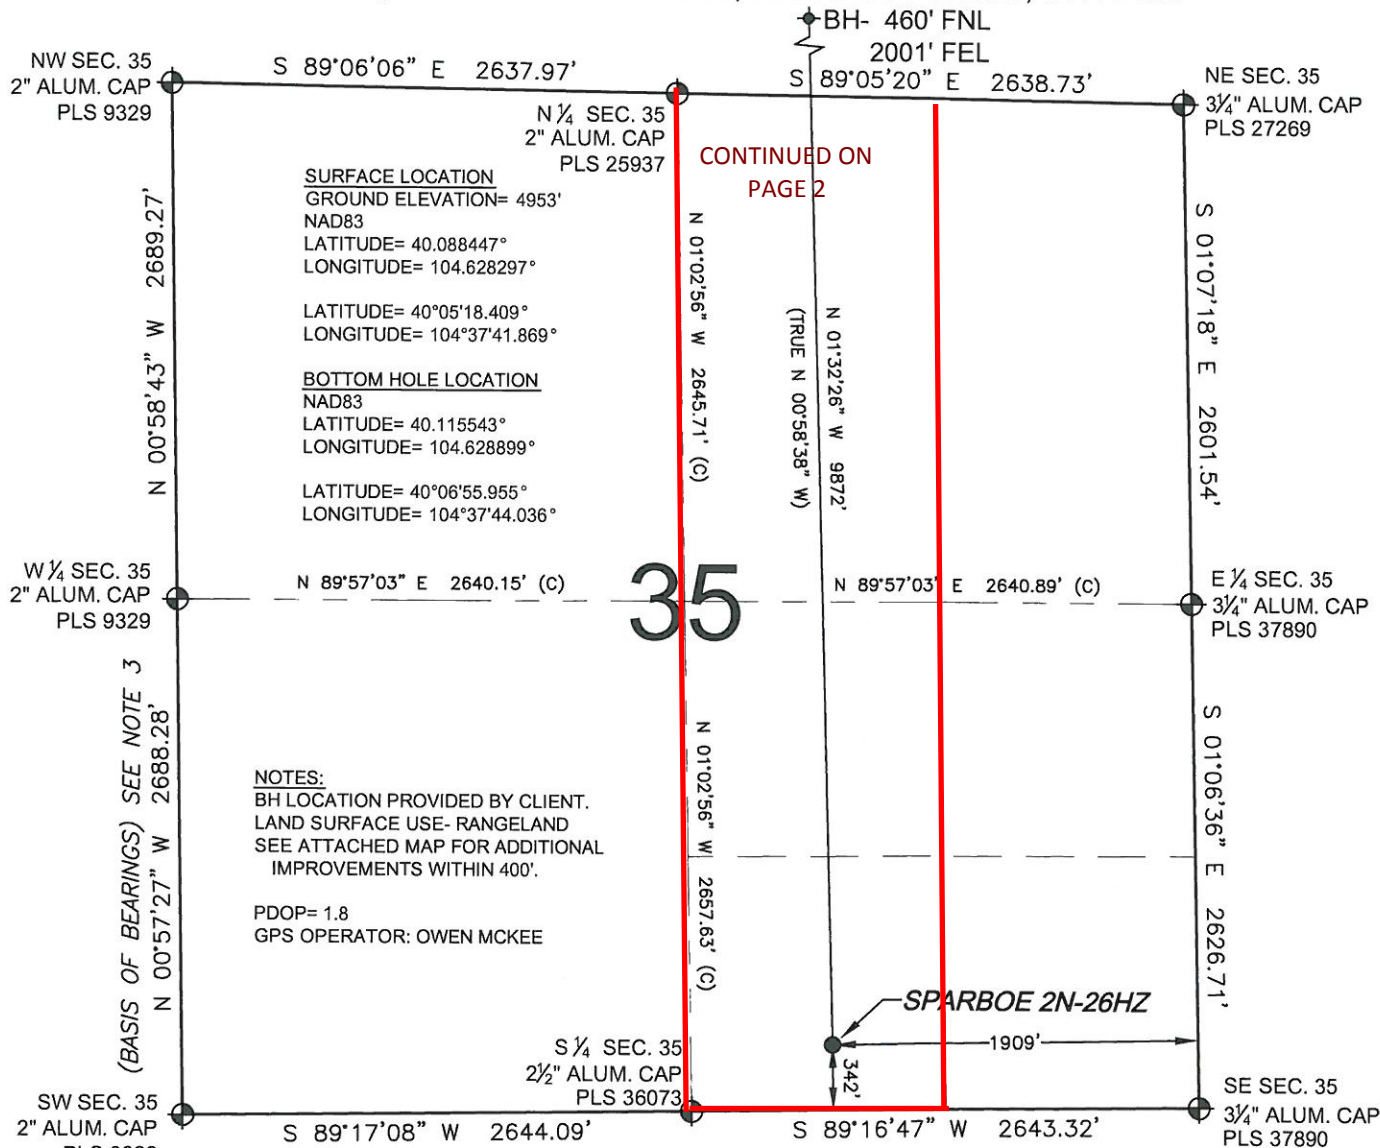 BH- 460' FNL
2001' FEL
NW SEC. 35
2" ALUM. CAP
PLS 9329
S 89°06'06" E 2637.97'
S 89°05'20" E 2638.73'
NE SEC. 35
3¼" ALUM. CAP
PLS 27269
N ¼ SEC. 35
2" ALUM. CAP
PLS 25937
CONTINUED ON
PAGE 2
SURFACE LOCATION
GROUND ELEVATION= 4953'
NAD83
LATITUDE= 40.088447°
LONGITUDE= 104.628297°
LATITUDE= 40°05'18.409"
LONGITUDE= 104°37'41.869"
BOTTOM HOLE LOCATION
NAD83
LATITUDE= 40.115543°
LONGITUDE= 104.628899°
LATITUDE= 40°06'55.955"
LONGITUDE= 104°37'44.036"
N 00°58'43" W 2689.27'
N 01°02'56" W 2645.71' (C)
N 01°32'26" W 9872'
(TRUE N 00°58'38" W)
S 01°07'18" E 2601.54'
W ¼ SEC. 35
2" ALUM. CAP
PLS 9329
N 89°57'03" E 2640.15' (C)
35
N 89°57'03" E 2640.89' (C)
E ¼ SEC. 35
3¼" ALUM. CAP
PLS 37890
(BASIS OF BEARINGS) SEE NOTE 3
N 00°57'27" W 2688.28'
NOTES:
BH LOCATION PROVIDED BY CLIENT.
LAND SURFACE USE- RANGELAND
SEE ATTACHED MAP FOR ADDITIONAL
IMPROVEMENTS WITHIN 400'.
PDOP= 1.8
GPS OPERATOR: OWEN MCKEE
N 01°02'56" W 2657.63' (C)
S 01°06'36" E 2626.71'
SPARBOE 2N-26HZ
1909'
342'
S ¼ SEC. 35
2½" ALUM. CAP
PLS 36073
SW SEC. 35
2" ALUM. CAP
S 89°17'08" W 2644.09'
S 89°16'47" W 2643.32'
SE SEC. 35
3¼" ALUM. CAP
PLS 37890